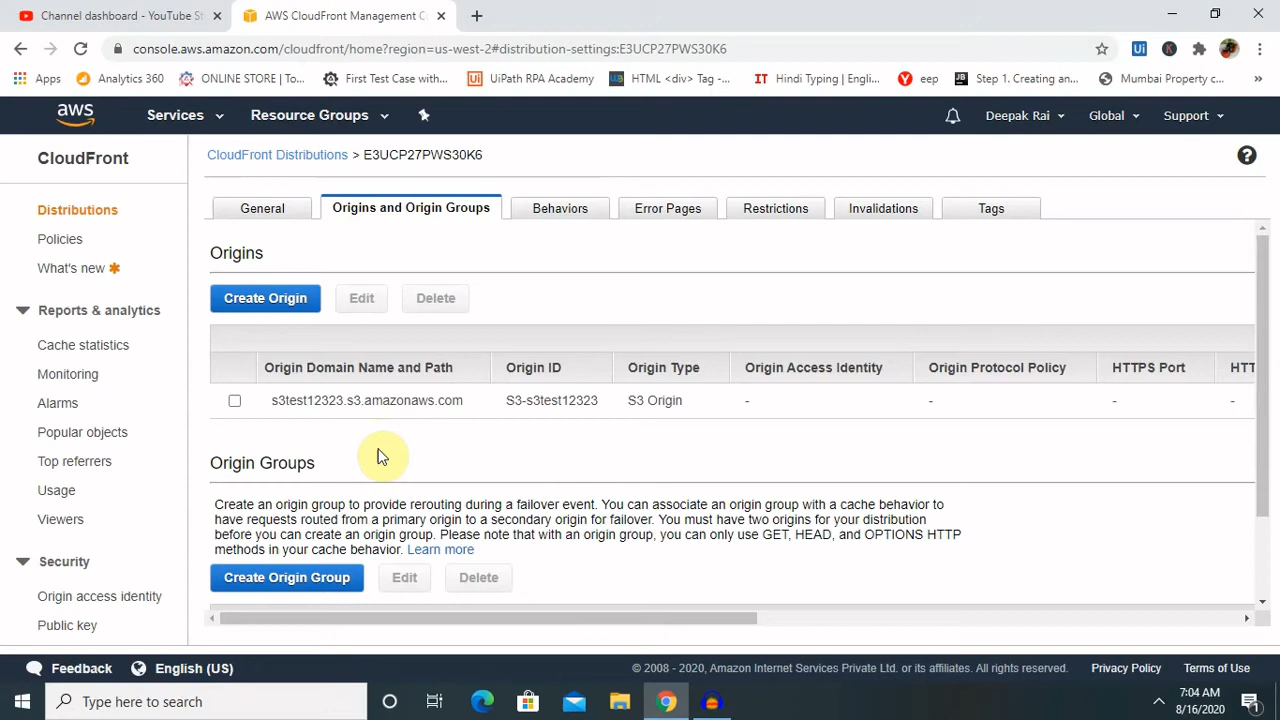 Channel dashboard - YouTube St
AWS CloudFront Management C
console.aws.amazon.com/cloudfront/home?region=us-west-2#distribution-settings:E3UCP27PWS30K6
Apps
Analytics 360
ONLINE STORE | To...
First Test Case with...
UiPath RPA Academy
HTML <div> Tag -...
Hindi Typing | Engli...
eep
Step 1. Creating an...
Mumbai Property c...
aws
Services
Resource Groups
Deepak Rai
Global
Support
CloudFront
CloudFront Distributions > E3UCP27PWS30K6
General
Origins and Origin Groups
Behaviors
Error Pages
Restrictions
Invalidations
Tags
Distributions
Policies
What's new
Reports & analytics
Cache statistics
Monitoring
Alarms
Popular objects
Top referrers
Usage
Viewers
Security
Origin access identity
Public key
Origins
Create Origin
Edit
Delete
Origin Domain Name and Path
Origin ID
Origin Type
Origin Access Identity
Origin Protocol Policy
HTTPS Port
HTT
s3test12323.s3.amazonaws.com
S3-s3test12323
S3 Origin
-
-
-
-
Origin Groups
Create an origin group to provide rerouting during a failover event. You can associate an origin group with a cache behavior to
have requests routed from a primary origin to a secondary origin for failover. You must have two origins for your distribution
before you can create an origin group. Please note that with an origin group, you can only use GET, HEAD, and OPTIONS HTTP
methods in your cache behavior. Learn more
Create Origin Group
Edit
Delete
Feedback
English (US)
© 2008 - 2020, Amazon Internet Services Private Ltd. or its affiliates. All rights reserved.
Privacy Policy
Terms of Use
Type here to search
7:04 AM
8/16/2020